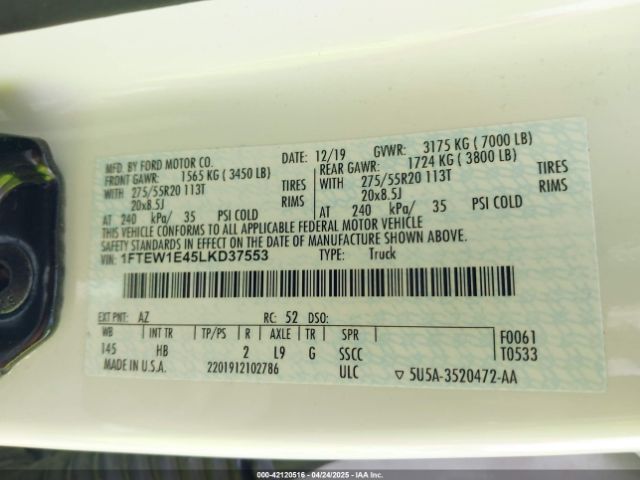 MFD. BY FORD MOTOR CO.
DATE: 12/19 GVWR: 3175 KG ( 7000 LB)
FRONT GAWR: 1565 KG ( 3450 LB)
REAR GAWR: 1724 KG ( 3800 LB)
WITH 275/55R20 113T TIRES
WITH 275/55R20 113T TIRES
20x8.5J RIMS
20x8.5J RIMS
AT 240 kPa/ 35 PSI COLD
AT 240 kPa/ 35 PSI COLD
THIS VEHICLE CONFORMS TO ALL APPLICABLE FEDERAL MOTOR VEHICLE
SAFETY STANDARDS IN EFFECT ON THE DATE OF MANUFACTURE SHOWN ABOVE.
VIN: 1FTEW1E45LKD37553 TYPE: Truck
EXT PNT: AZ RC: 52 DSO:
WB INT TR TP/PS R AXLE TR SPR F0061
145 HB 2 L9 G SSCC T0533
MADE IN U.S.A. 2201912102786 ULC ▽ 5U5A-3520472-AA
000-42120516 - 04/24/2025 - IAAI.COM